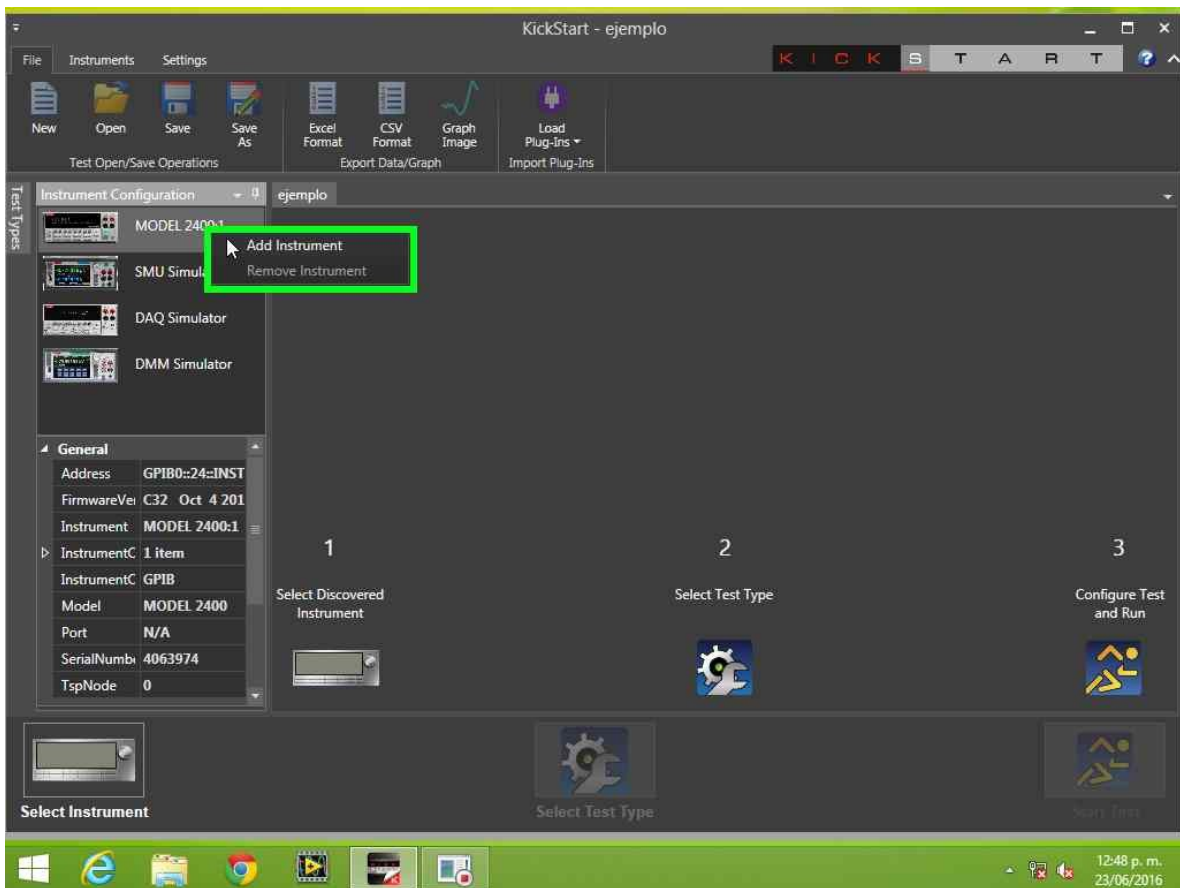 KickStart - ejemplo
File Instruments Settings
K I C K S T A R T
New Open Save Save As
Excel Format CSV Format Graph Image
Load Plug-Ins
Test Open/Save Operations Export Data/Graph Import Plug-Ins
Test Types
Instrument Configuration
ejemplo
MODEL 2400:1
Add Instrument
Remove Instrument
SMU Simula
DAQ Simulator
DMM Simulator
General
Address GPIB0::24::INST
FirmwareVe C32 Oct 4 201
Instrument MODEL 2400:1
InstrumentC 1 item
InstrumentC GPIB
Model MODEL 2400
Port N/A
SerialNumb 4063974
TspNode 0
1
Select Discovered
Instrument
2
Select Test Type
3
Configure Test
and Run
Select Instrument
Select Test Type
Start Test
12:48 p. m.
23/06/2016